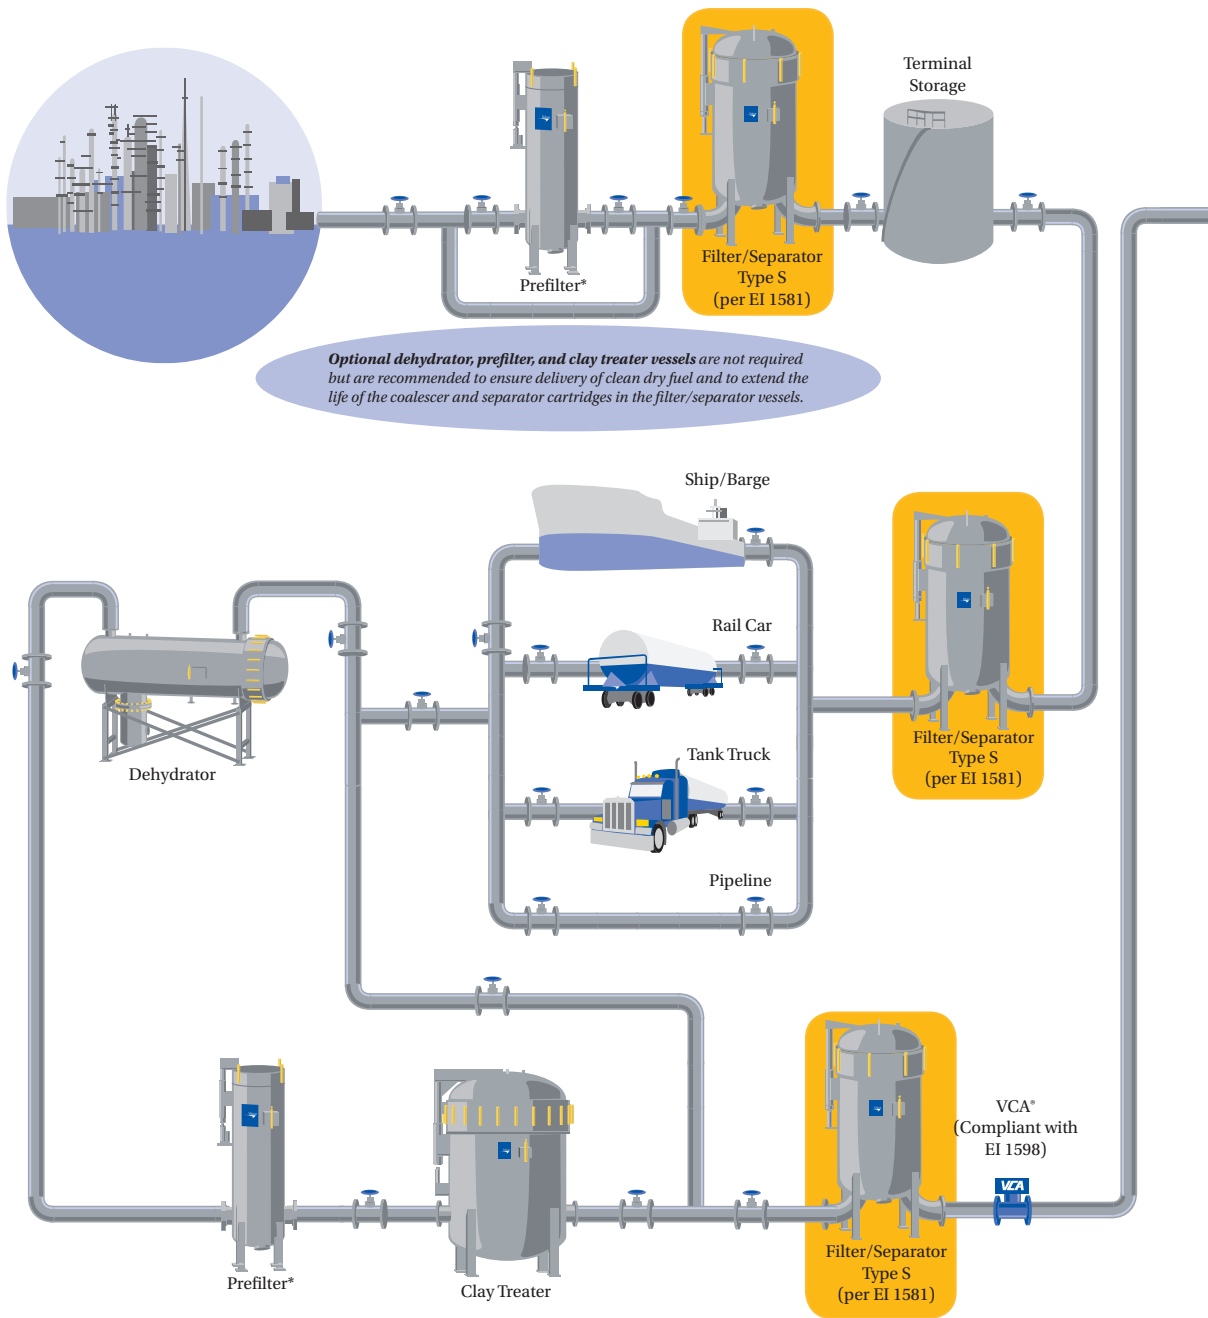 Terminal
Storage
Prefilter*
Filter/Separator
Type S
(per EI 1581)
Optional dehydrator, prefilter, and clay treater vessels are not required
but are recommended to ensure delivery of clean dry fuel and to extend the
life of the coalescer and separator cartridges in the filter/separator vessels.
Ship/Barge
Rail Car
Tank Truck
Pipeline
Filter/Separator
Type S
(per EI 1581)
Dehydrator
Prefilter*
Clay Treater
Filter/Separator
Type S
(per EI 1581)
VCA®
(Compliant with
EI 1598)
VCA